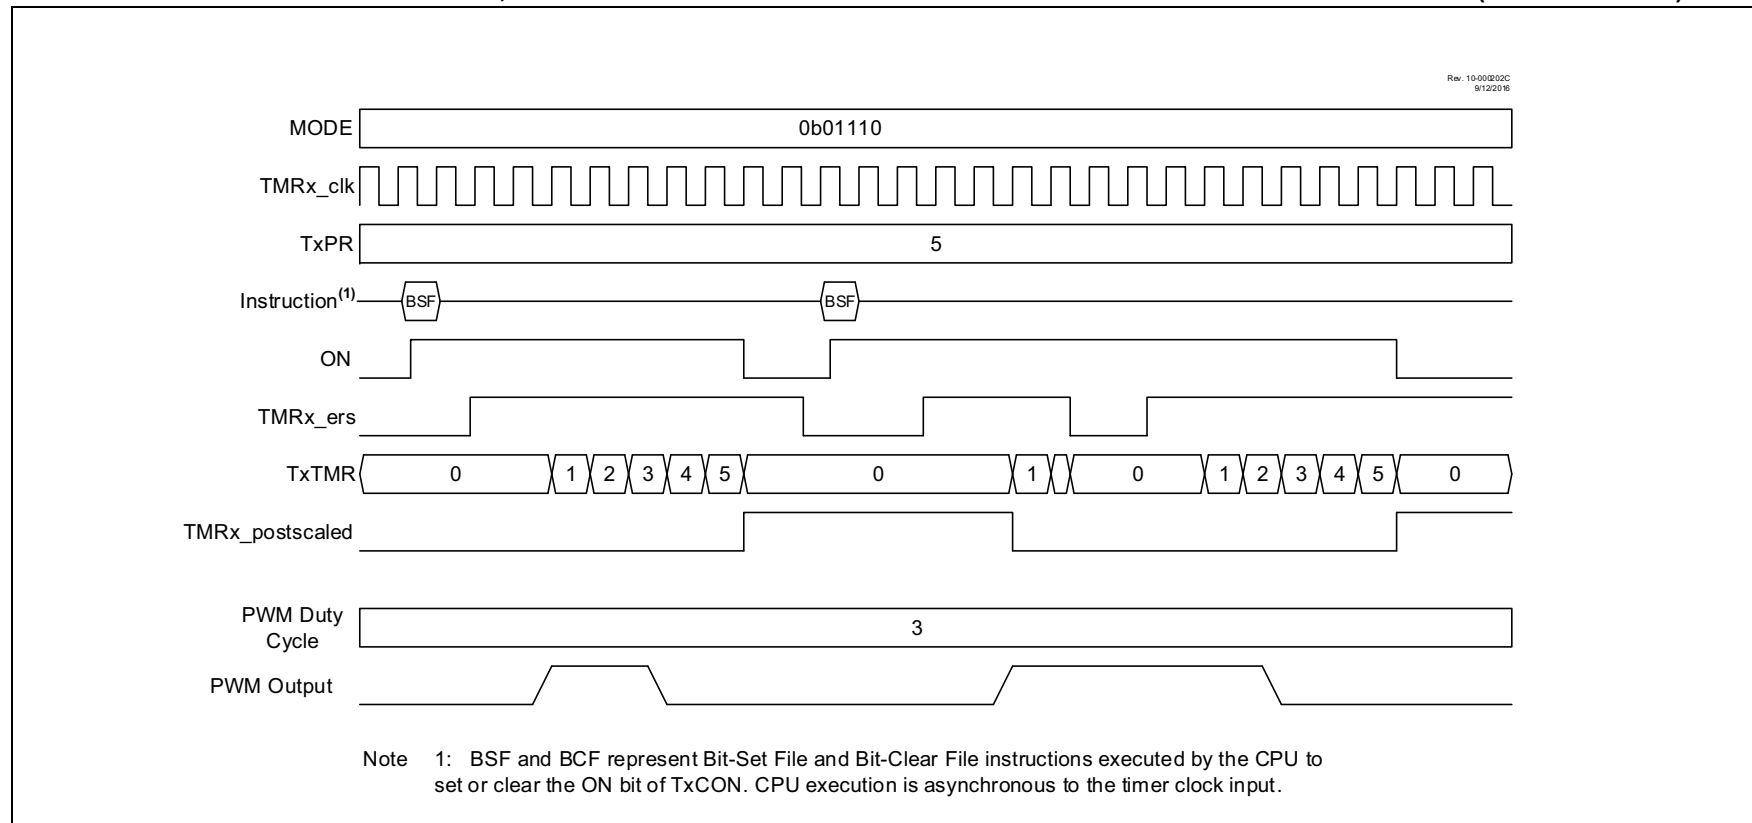 Rev. 10-000202C
9/12/2016
MODE 0b01110
TMRx_clk
TxPR 5
Instruction(1) BSF BSF
ON
TMRx_ers
TxTMR 0 1 2 3 4 5 0 1 0 1 2 3 4 5 0
TMRx_postscaled
PWM Duty
Cycle 3
PWM Output
Note 1: BSF and BCF represent Bit-Set File and Bit-Clear File instructions executed by the CPU to
set or clear the ON bit of TxCON. CPU execution is asynchronous to the timer clock input.